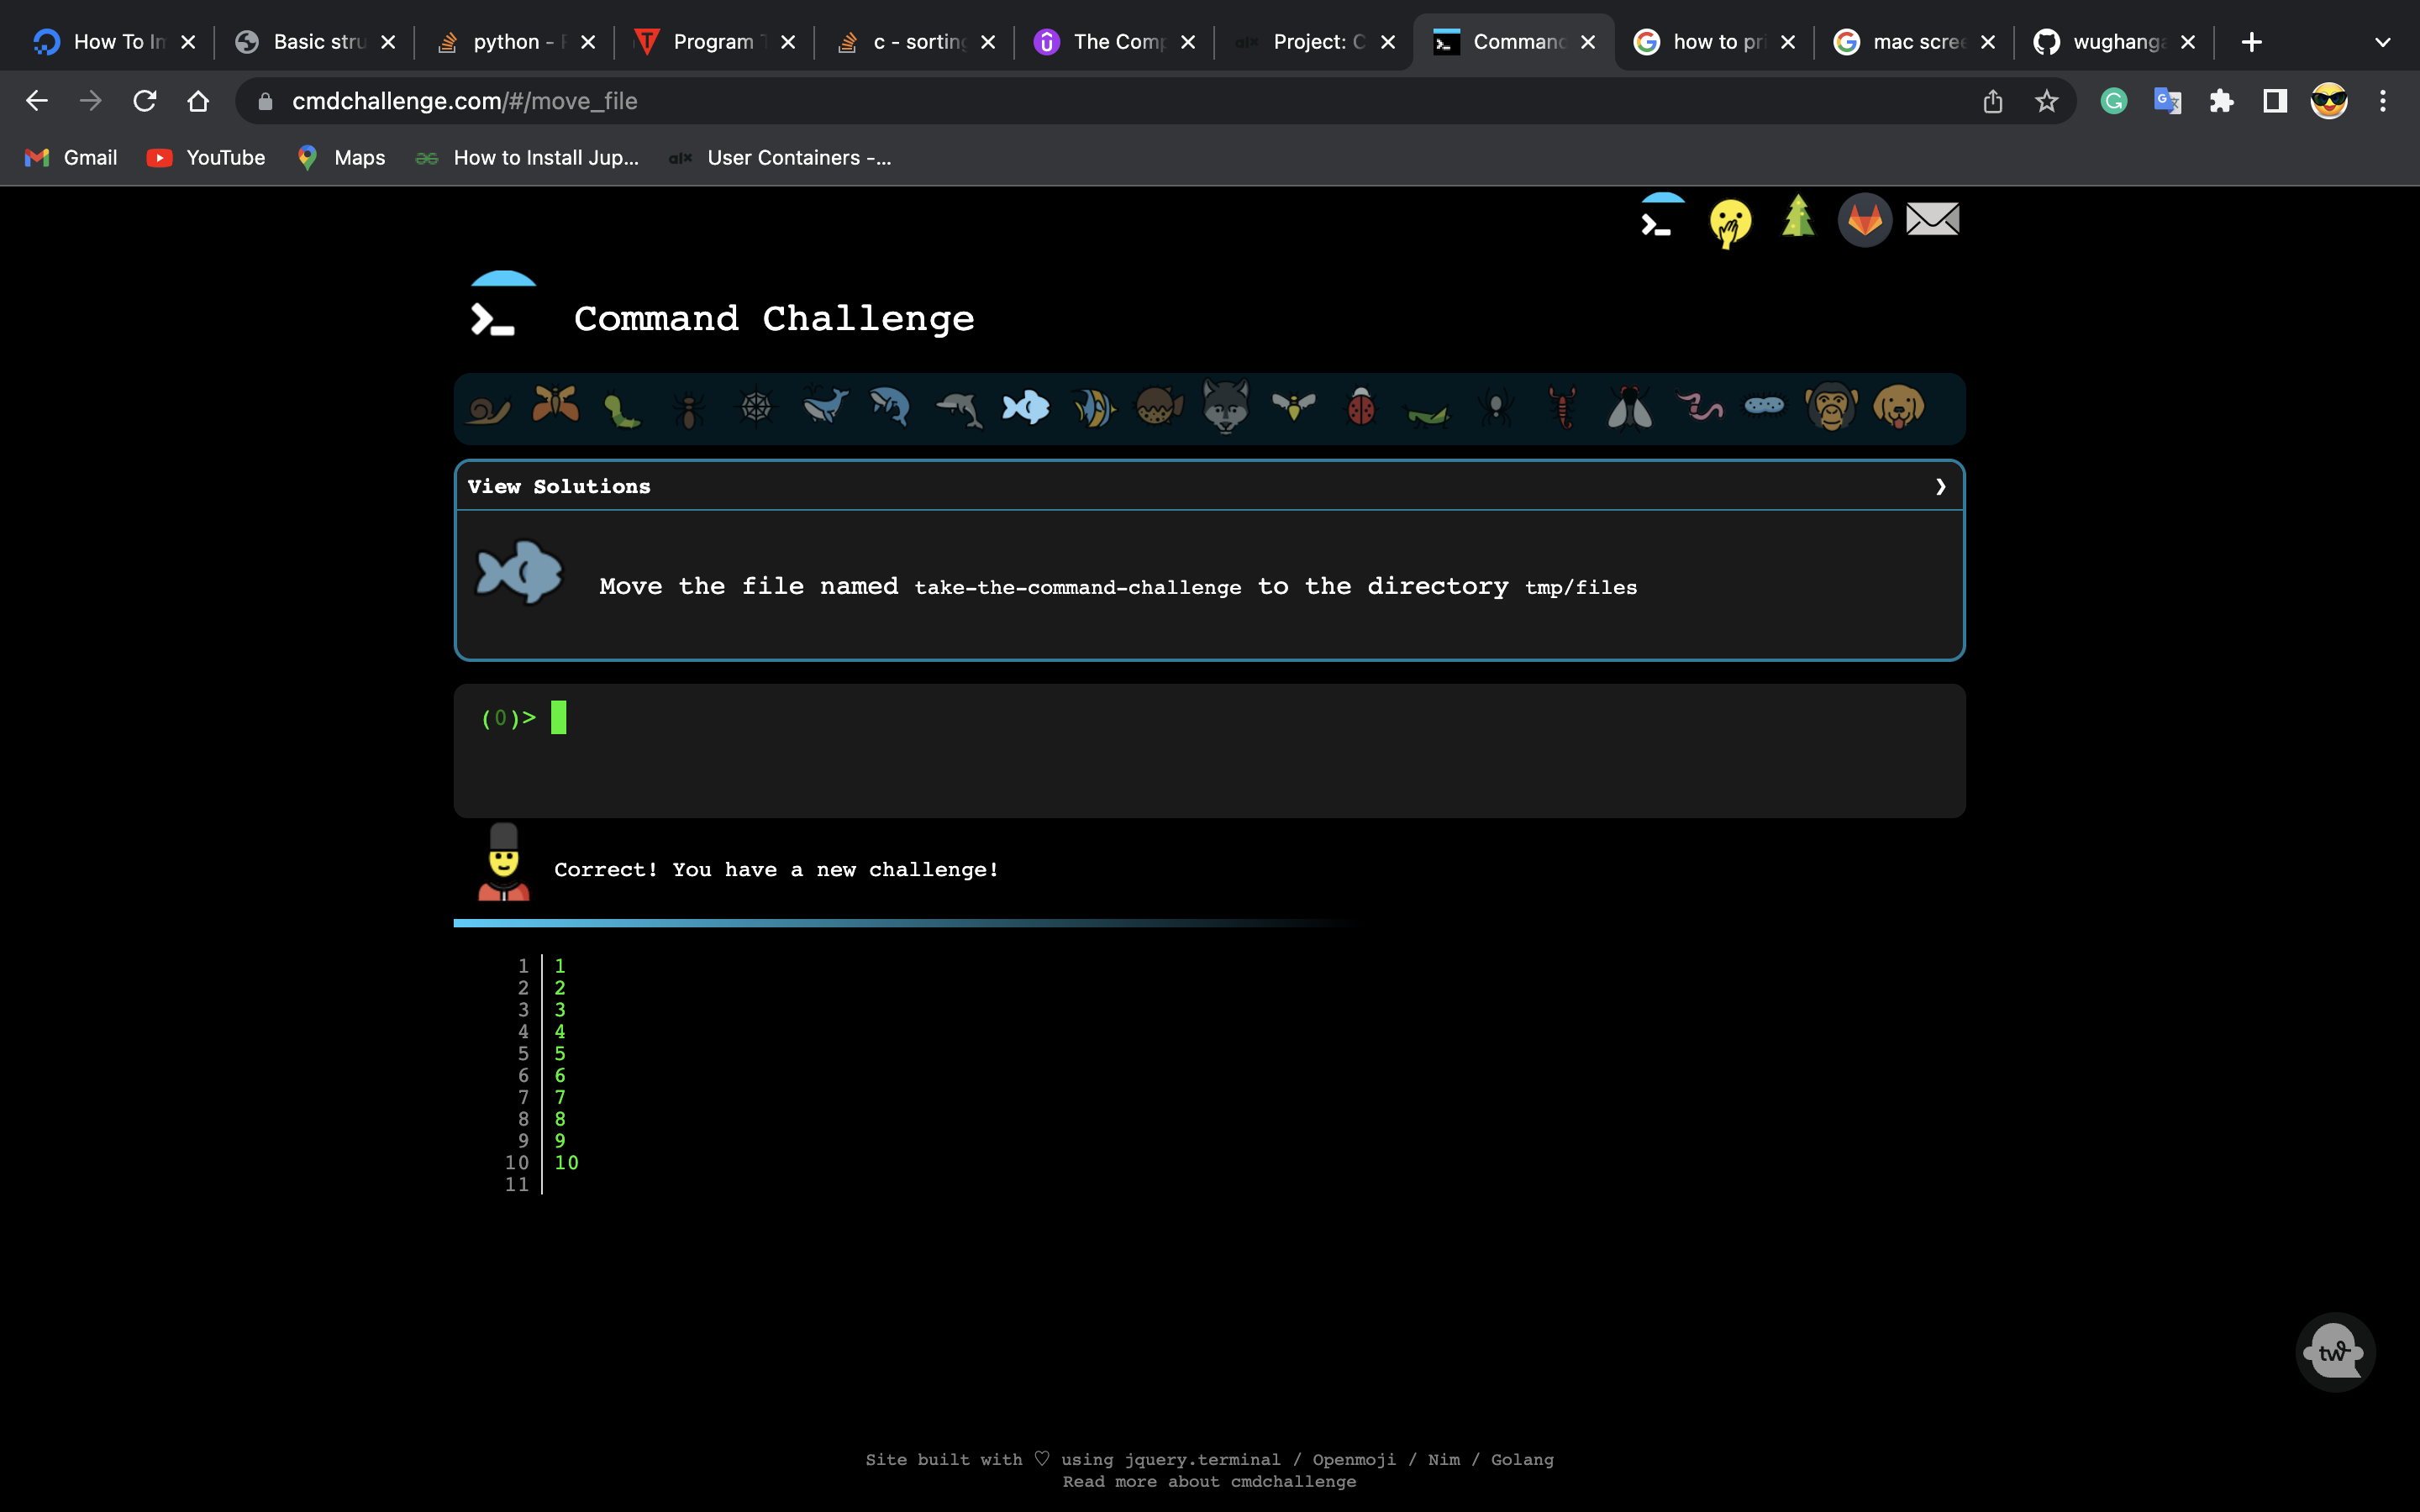 How To In
Basic stru
python - 
Program T
c - sorting
The Comp
Project: C
Command
how to pri
mac scree
wughanga
cmdchallenge.com/#/move_file
Gmail
YouTube
Maps
How to Install Jup...
alx
User Containers -...
Command Challenge
View Solutions
Move the file named take-the-command-challenge to the directory tmp/files
(0)>
Correct! You have a new challenge!
1 1
2 2
3 3
4 4
5 5
6 6
7 7
8 8
9 9
10 10
11
tw
Site built with ♡ using jquery.terminal / Openmoji / Nim / Golang
Read more about cmdchallenge